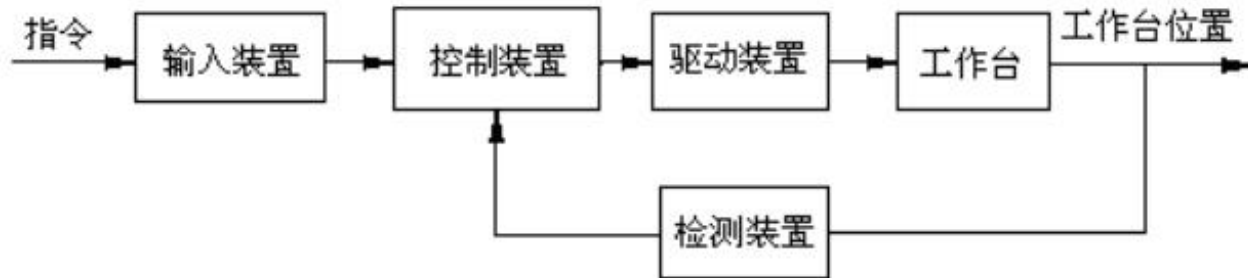 指令
输入装置
控制装置
驱动装置
工作台
工作台位置
检测装置